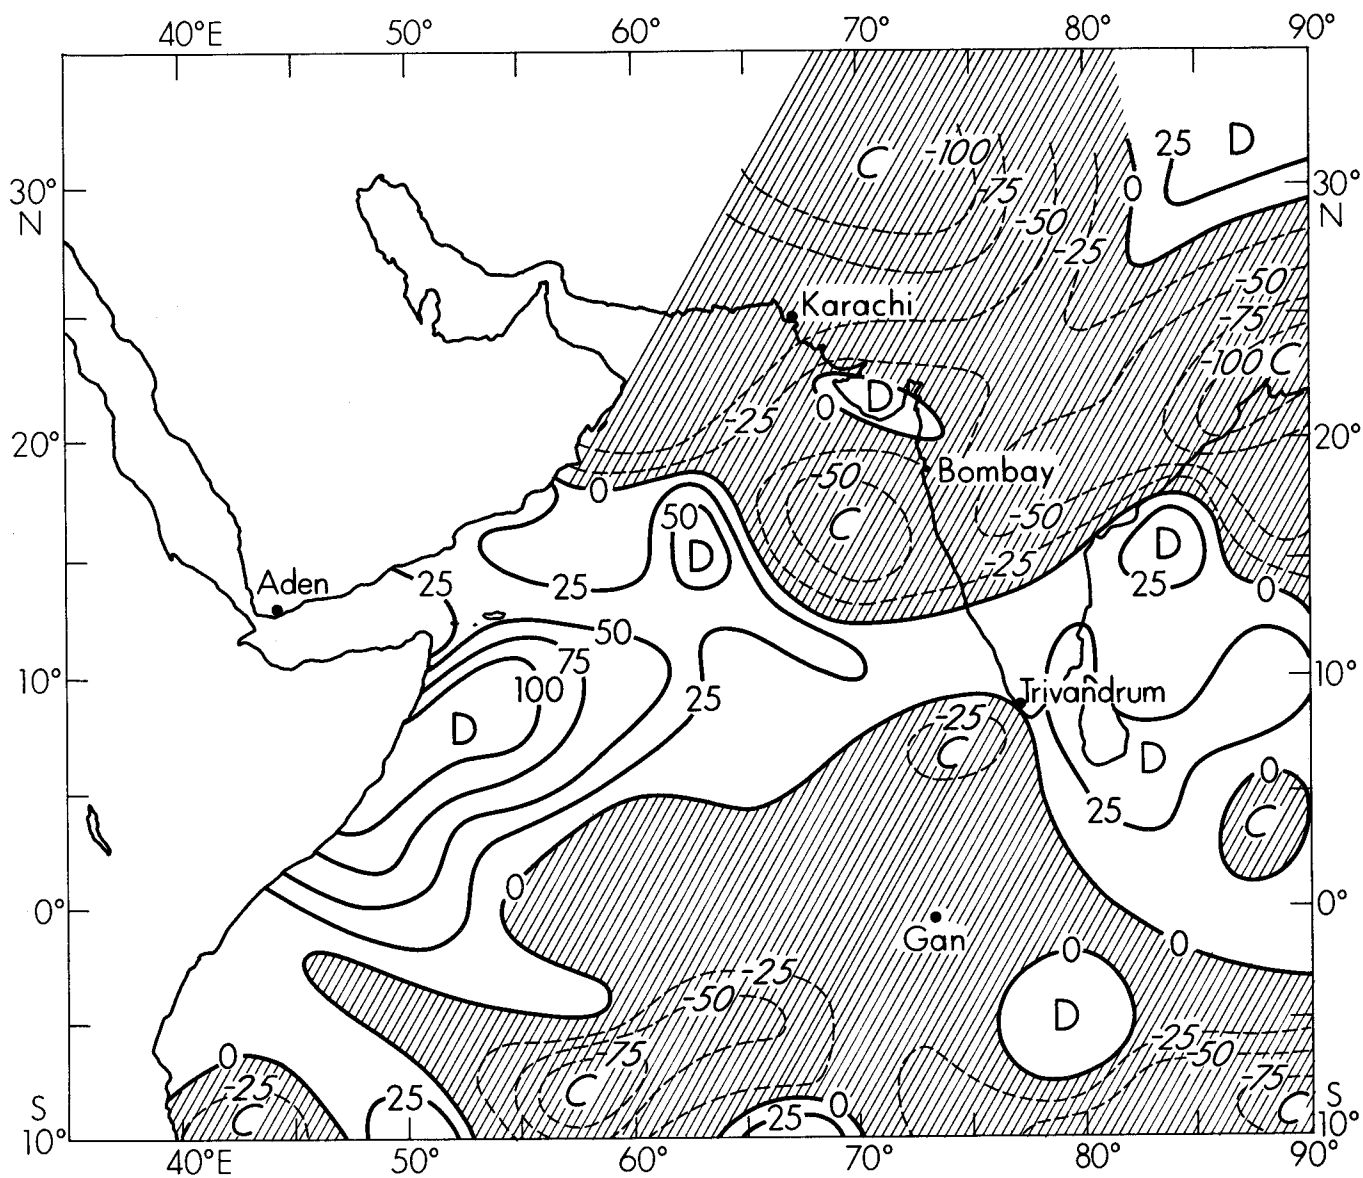 40°E 50° 60° 70° 80° 90°
25 D
C -100
30° -75 0 30°
N -50 N
-25
-50
Karachi -75
-100 C
D
0
-25
20° 20°
-50 Bombay
0
50 -50
C
D D
-25
Aden 25 25 25 0
50
75
10° 100 25 Trivandrum 10°
-25
D C D
0
25 C
0
0° 0°
Gan
0 0
-25
-50
D
-25
0 -75 -50
-25 C -75
S 25 0 S
C 25 C
10° 10°
40°E 50° 60° 70° 80° 90°